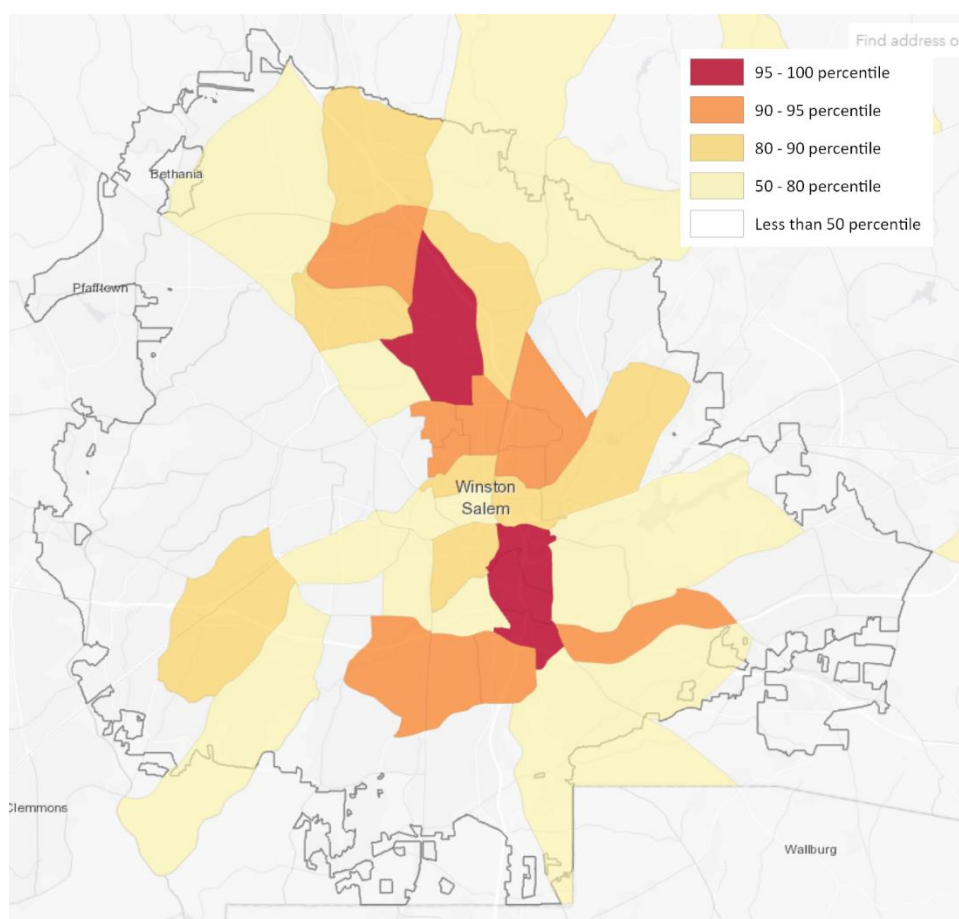 Find address o
95 - 100 percentile
90 - 95 percentile
80 - 90 percentile
50 - 80 percentile
Less than 50 percentile
Bethania
Pfafftown
Winston
Salem
Clemmons
Wallburg